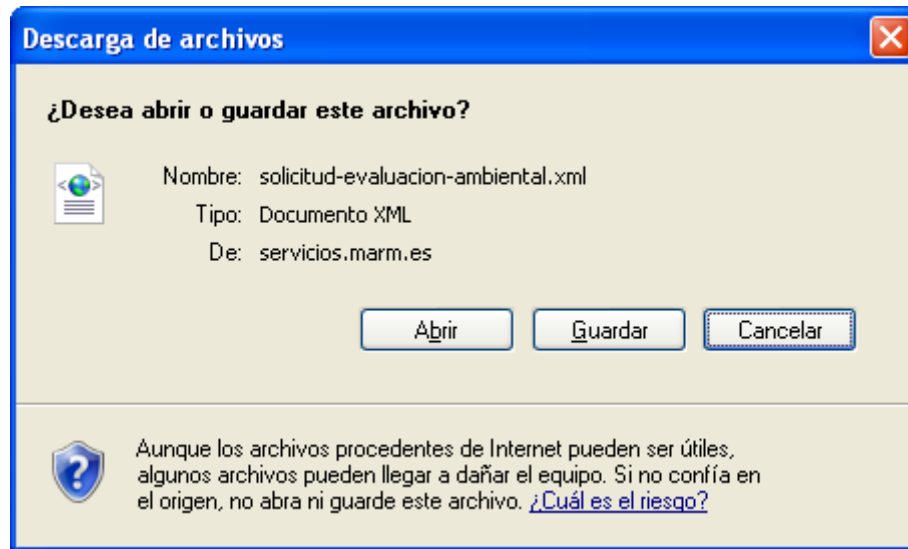 Descarga de archivos
¿Desea abrir o guardar este archivo?
Nombre: solicitud-evaluacion-ambiental.xml
Tipo: Documento XML
De: servicios.marm.es
Abrir Guardar Cancelar
Aunque los archivos procedentes de Internet pueden ser útiles,
algunos archivos pueden llegar a dañar el equipo. Si no confía en
el origen, no abra ni guarde este archivo. ¿Cuál es el riesgo?